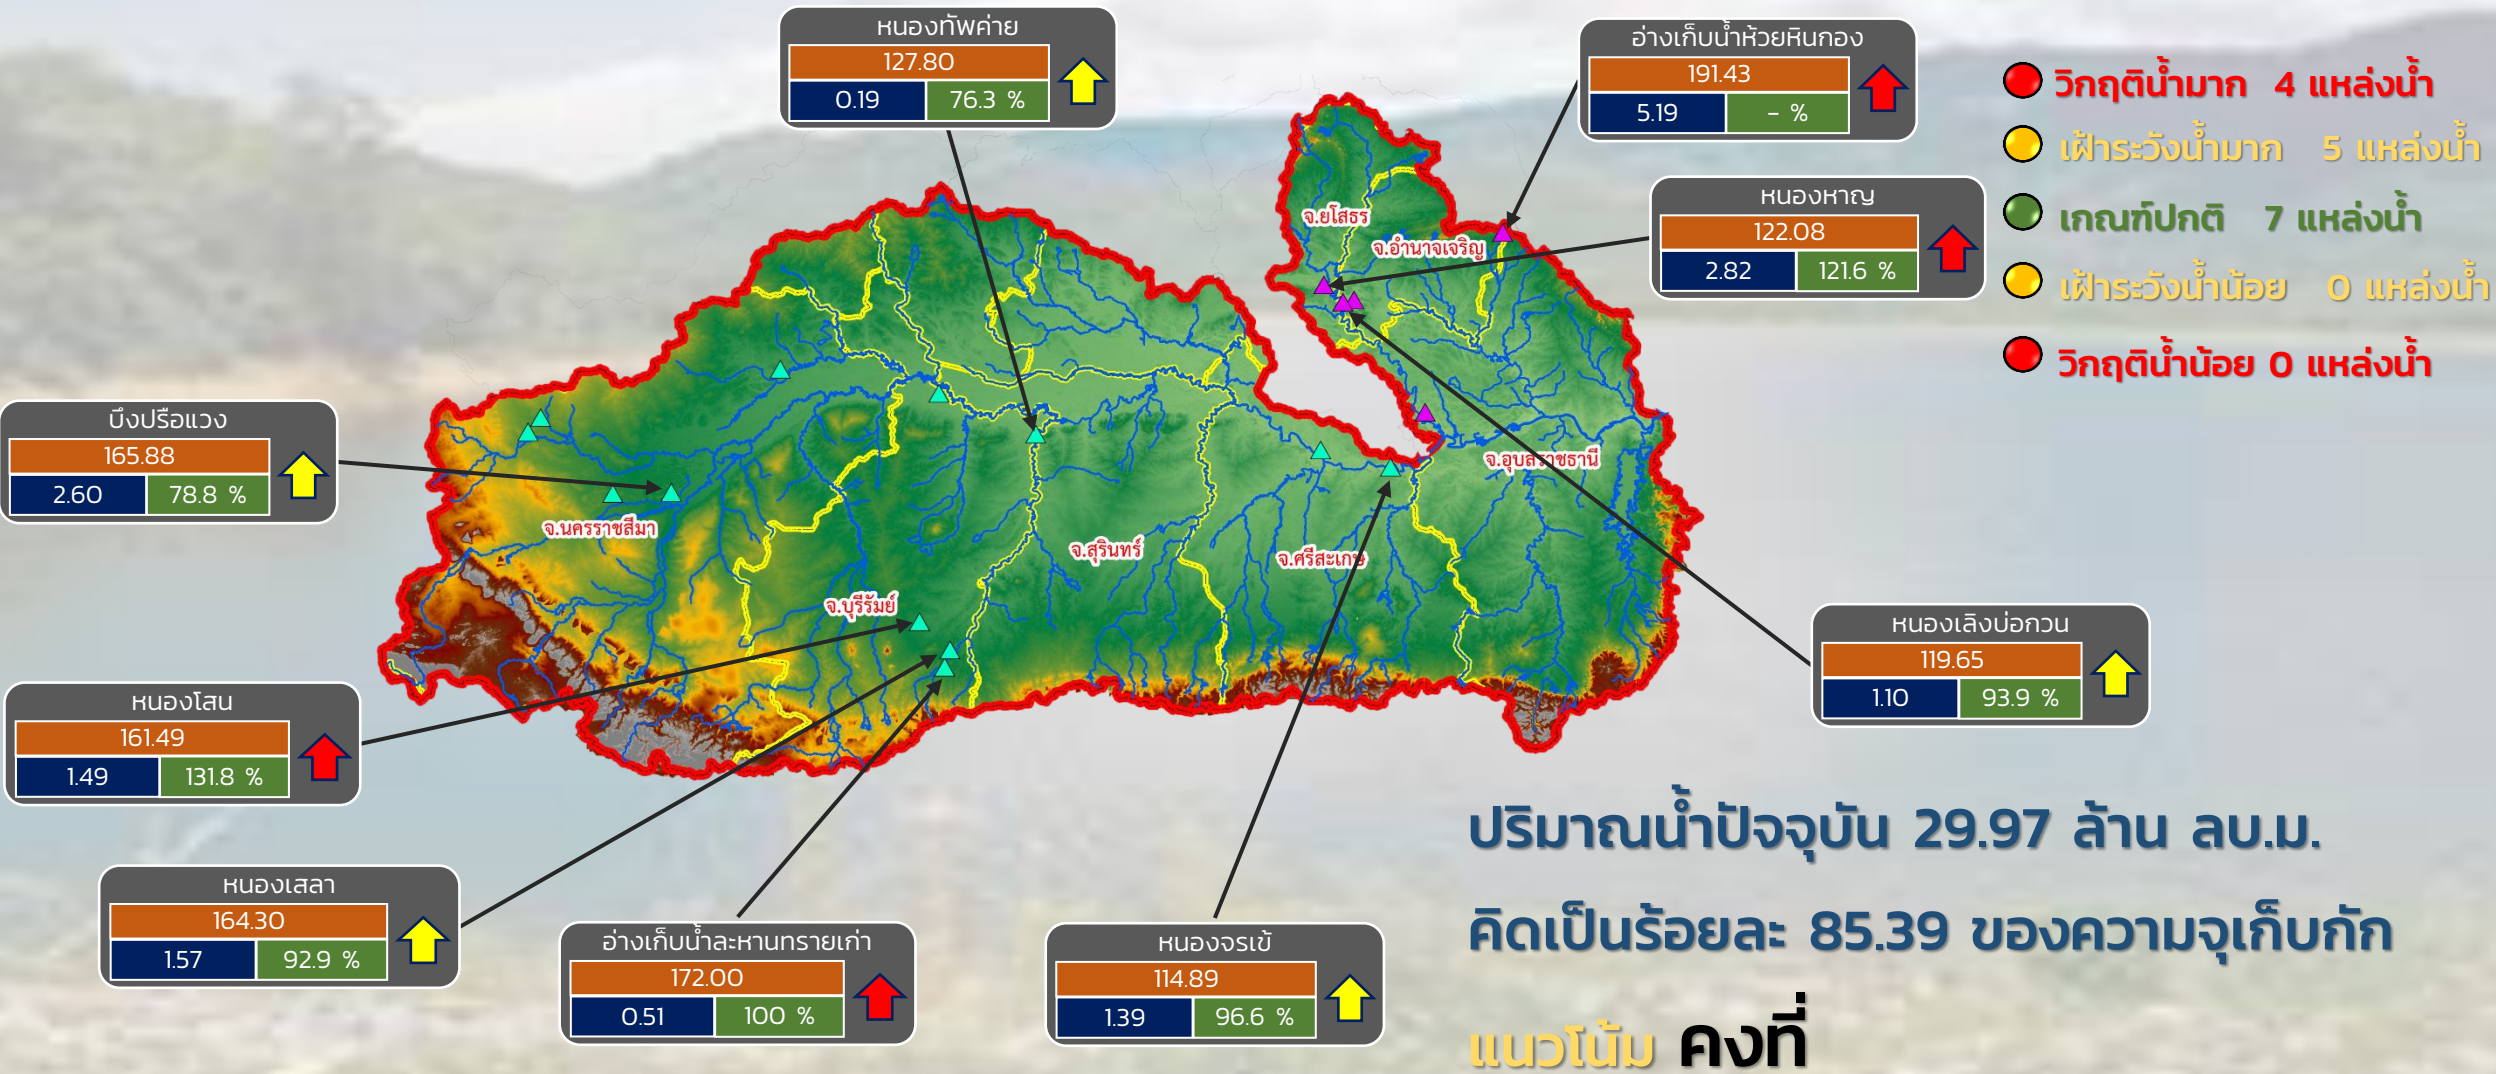 หนองทัพค่าย
127.80
0.19 76.3 %
อ่างเก็บน้ำห้วยหินกอง
191.43
5.19 - %
วิกฤติน้ำมาก 4 แหล่งน้ำ
เฝ้าระวังน้ำมาก 5 แหล่งน้ำ
เกณฑ์ปกติ 7 แหล่งน้ำ
เฝ้าระวังน้ำน้อย 0 แหล่งน้ำ
วิกฤติน้ำน้อย 0 แหล่งน้ำ
หนองหาญ
122.08
2.82 121.6 %
จ.ยโสธร
จ.อำนาจเจริญ
บึงปรือแวง
165.88
2.60 78.8 %
จ.อุบลราชธานี
จ.นครราชสีมา
จ.สุรินทร์
จ.ศรีสะเกษ
จ.บุรีรัมย์
หนองเลิงบ่อกวน
119.65
1.10 93.9 %
หนองโสน
161.49
1.49 131.8 %
หนองเสลา
164.30
1.57 92.9 %
อ่างเก็บน้ำละหานทรายเก่า
172.00
0.51 100 %
หนองจรเข้
114.89
1.39 96.6 %
ปริมาณน้ำปัจจุบัน 29.97 ล้าน ลบ.ม.
คิดเป็นร้อยละ 85.39 ของความจุเก็บกัก
แนวโน้ม คงที่